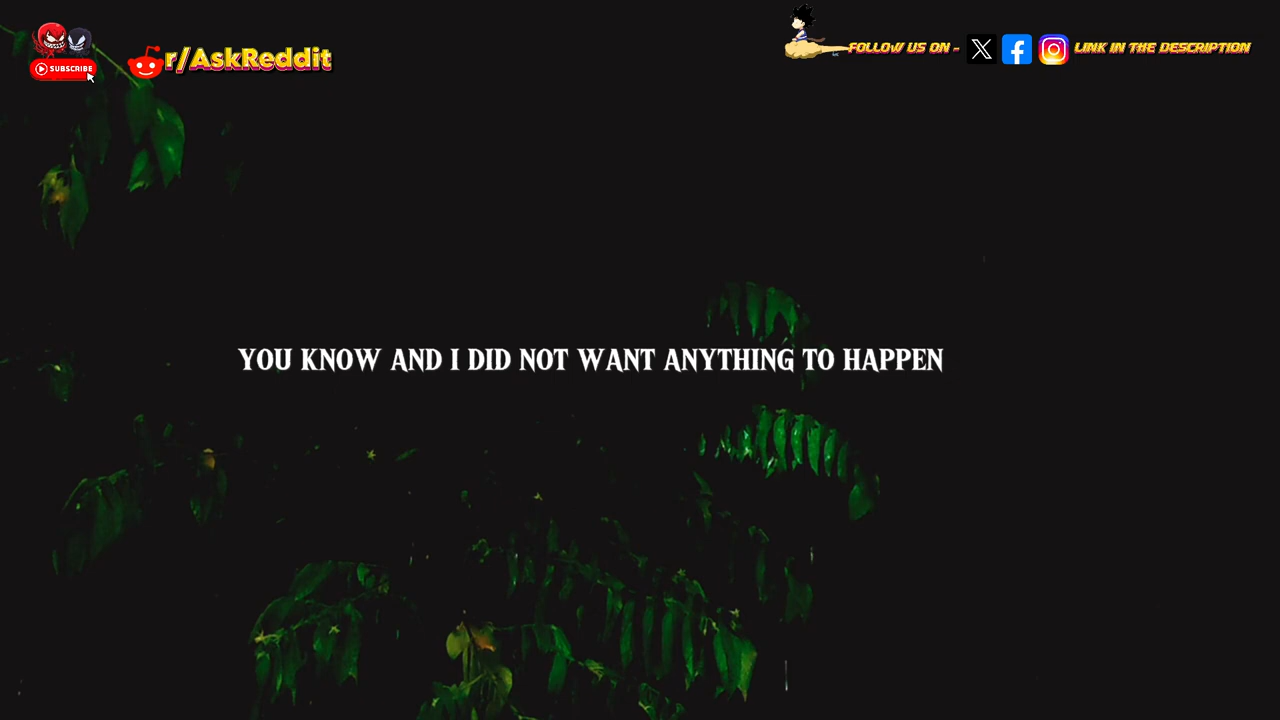 SUBSCRIBE
r/AskReddit
FOLLOW US ON - LINK IN THE DESCRIPTION
YOU KNOW AND I DID NOT WANT ANYTHING TO HAPPEN